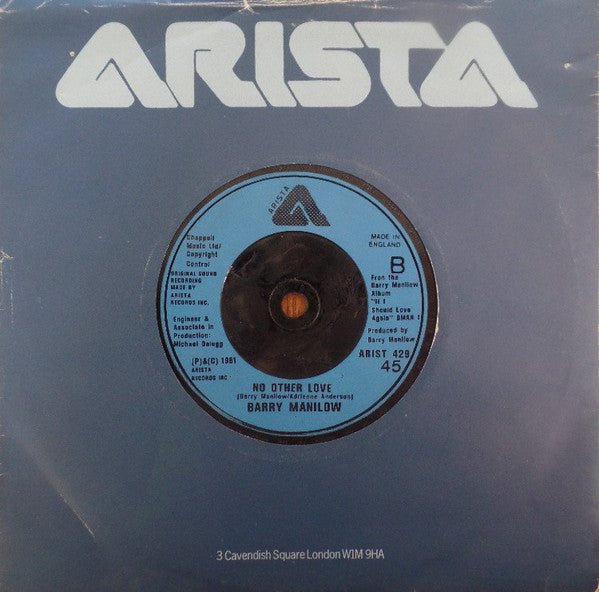 ARISTA
ARISTA
Chappell
Music Ltd/
Copyright
Control
ORIGINAL SOUND
RECORDING
MADE BY
ARISTA
RECORDS INC.
Engineer &
Associate in
Production:
Michael Delugg
(P)&(C) 1981
ARISTA
RECORDS INC
MADE IN
ENGLAND
B
From the
Barry Manilow
Album
"If I
Should Love
Again" BMAN 1
Produced by
Barry Manilow
ARIST 429
45
NO OTHER LOVE
(Barry Manilow/Adrienne Anderson)
BARRY MANILOW
3 Cavendish Square London W1M 9HA